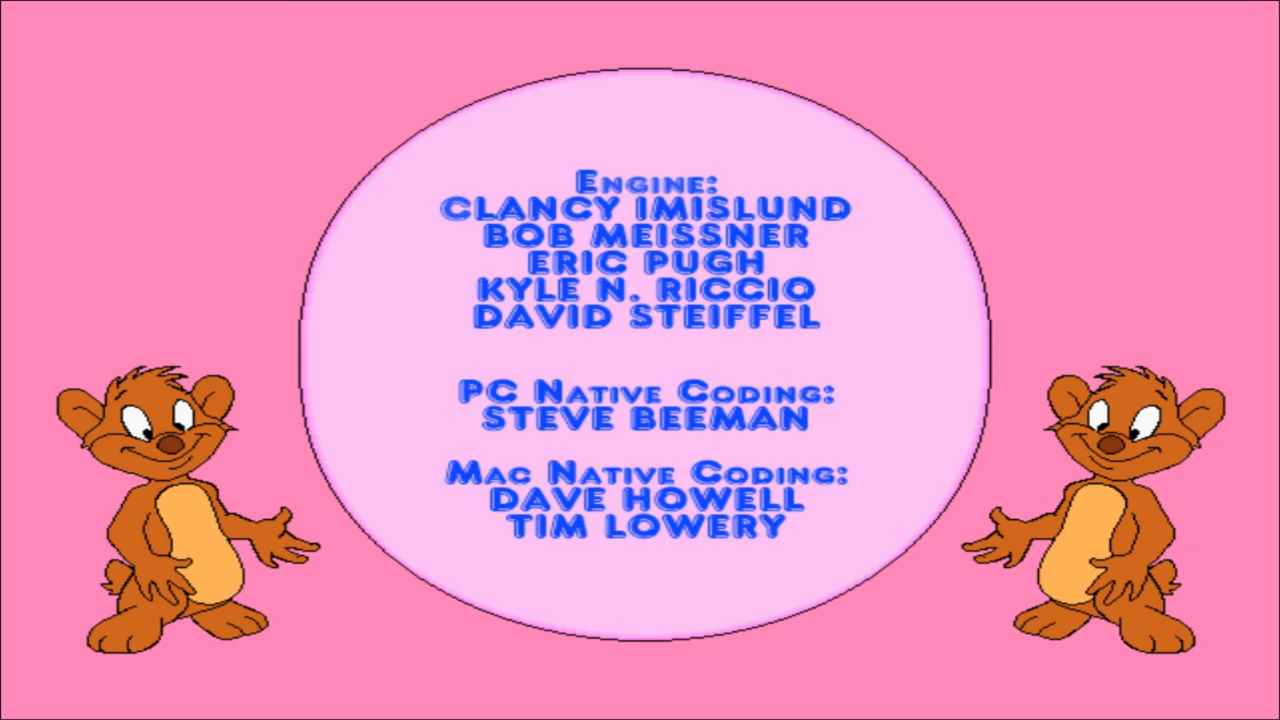 Engine:
CLANCY IMISLUND
BOB MEISSNER
ERIC PUGH
KYLE N. RICCIO
DAVID STEIFFEL
PC Native Coding:
STEVE BEEMAN
Mac Native Coding:
DAVE HOWELL
TIM LOWERY